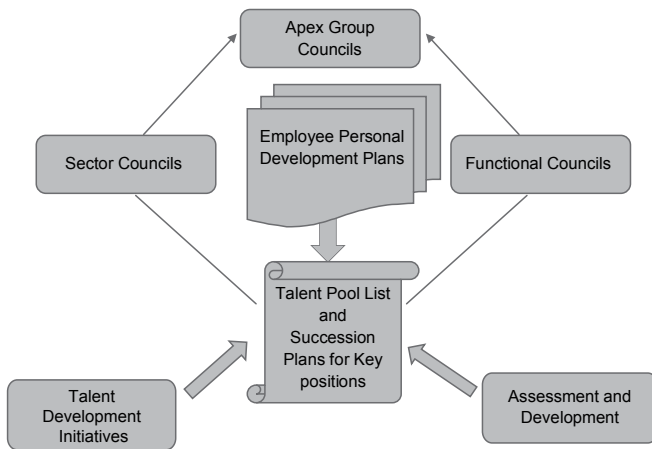 Apex Group
Councils
Employee Personal
Development Plans
Sector Councils
Functional Councils
Talent Pool List
and
Succession
Plans for Key
positions
Talent
Development
Initiatives
Assessment and
Development